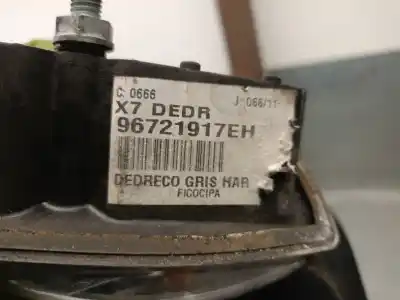 C. 0666 J-066/11
X7 DEDR
96721917EH
DEDRECO GRIS HAR
FICOCIPA